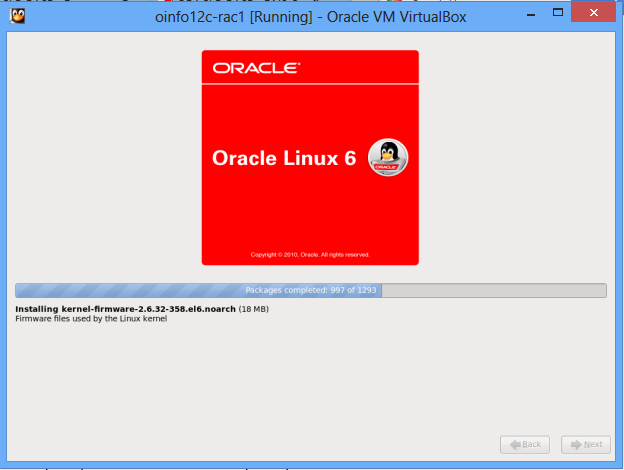 oinfo12c-rac1 [Running] - Oracle VM VirtualBox
ORACLE®
Oracle Linux 6
ORACLE
Copyright © 2010, Oracle. All rights reserved.
Packages completed: 997 of 1293
Installing kernel-firmware-2.6.32-358.el6.noarch (18 MB)
Firmware files used by the Linux kernel
Back
Next